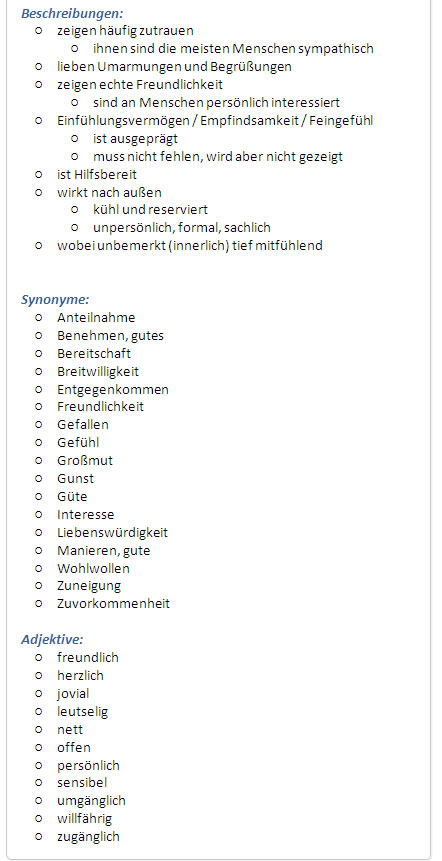 Beschreibungen:
zeigen häufig zutrauen
ihnen sind die meisten Menschen sympathisch
lieben Umarmungen und Begrüßungen
zeigen echte Freundlichkeit
sind an Menschen persönlich interessiert
Einfühlungsvermögen / Empfindsamkeit / Feingefühl
ist ausgeprägt
muss nicht fehlen, wird aber nicht gezeigt
ist Hilfsbereit
wirkt nach außen
kühl und reserviert
unpersönlich, formal, sachlich
wobei unbemerkt (innerlich) tief mitfühlend
Synonyme:
Anteilnahme
Benehmen, gutes
Bereitschaft
Breitwilligkeit
Entgegenkommen
Freundlichkeit
Gefallen
Gefühl
Großmut
Gunst
Güte
Interesse
Liebenswürdigkeit
Manieren, gute
Wohlwollen
Zuneigung
Zuvorkommenheit
Adjektive:
freundlich
herzlich
jovial
leutselig
nett
offen
persönlich
sensibel
umgänglich
willfährig
zugänglich